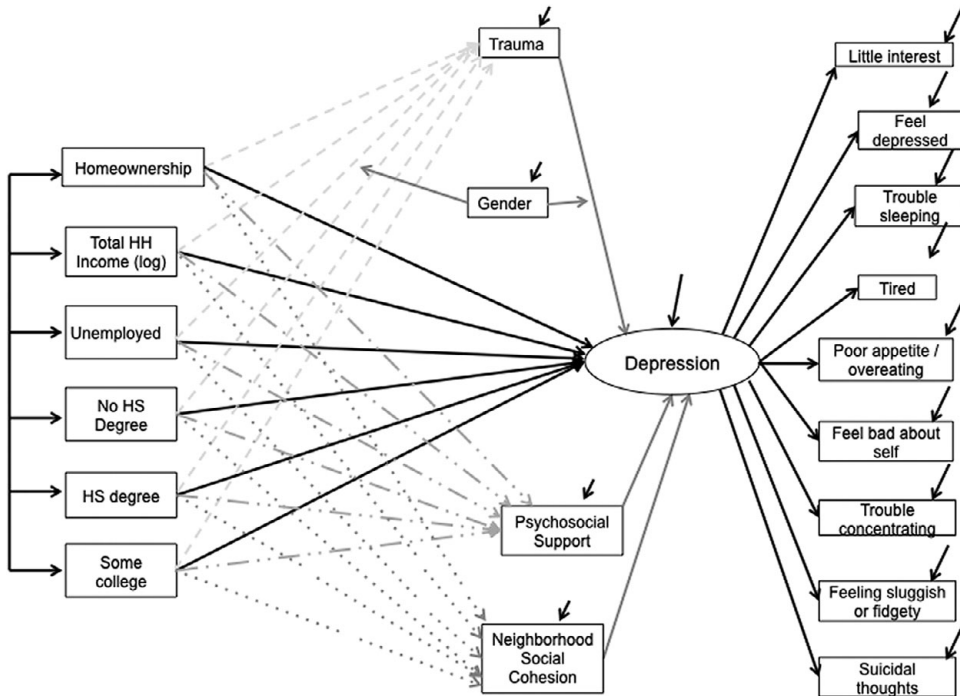 Trauma
Little interest
Feel
depressed
Homeownership
Gender
Trouble
sleeping
Total HH
Income (log)
Tired
Unemployed
Depression
Poor appetite /
overeating
No HS
Degree
Feel bad about
self
HS degree
Psychosocial
Support
Trouble
concentrating
Some
college
Feeling sluggish
or fidgety
Neighborhood
Social
Cohesion
Suicidal
thoughts